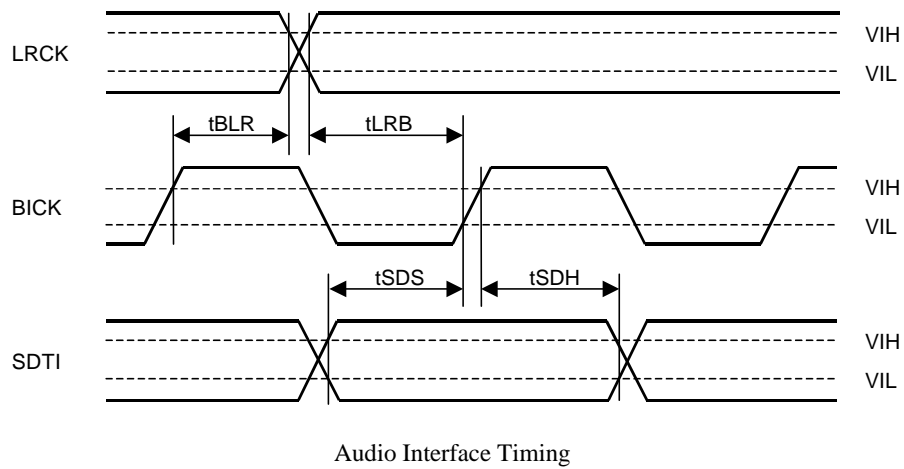 LRCK
VIH
VIL
tBLR
tLRB
BICK
VIH
VIL
tSDS
tSDH
SDTI
VIH
VIL
Audio Interface Timing